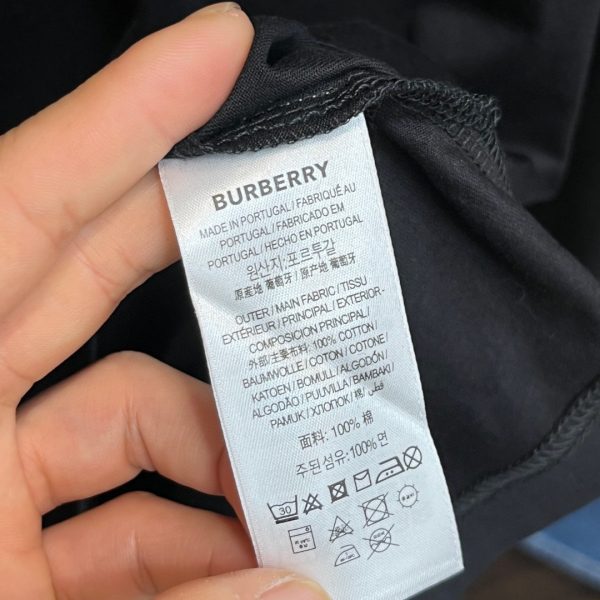 BURBERRY
MADE IN PORTUGAL / FABRIQUÉ AU
PORTUGAL / FABRICADO EM
PORTUGAL / HECHO EN PORTUGAL
원산지:포르투갈
原産地 葡萄牙 / 原产地 葡萄牙
OUTER / MAIN FABRIC / TISSU
EXTÉRIEUR / PRINCIPAL / EXTERIOR-
COMPOSICIÓN PRINCIPAL/
外部/主要布料: 100% COTTON/
BAUMWOLLE / COTON / COTONE
KATOEN / BOMULL / ALGODÓN/
ALGODÃO / PUUVILLA / BAMBAKI/
PAMUK / ХЛОПОК / 棉 / قطن
面料: 100% 棉
주된섬유:100% 면
30